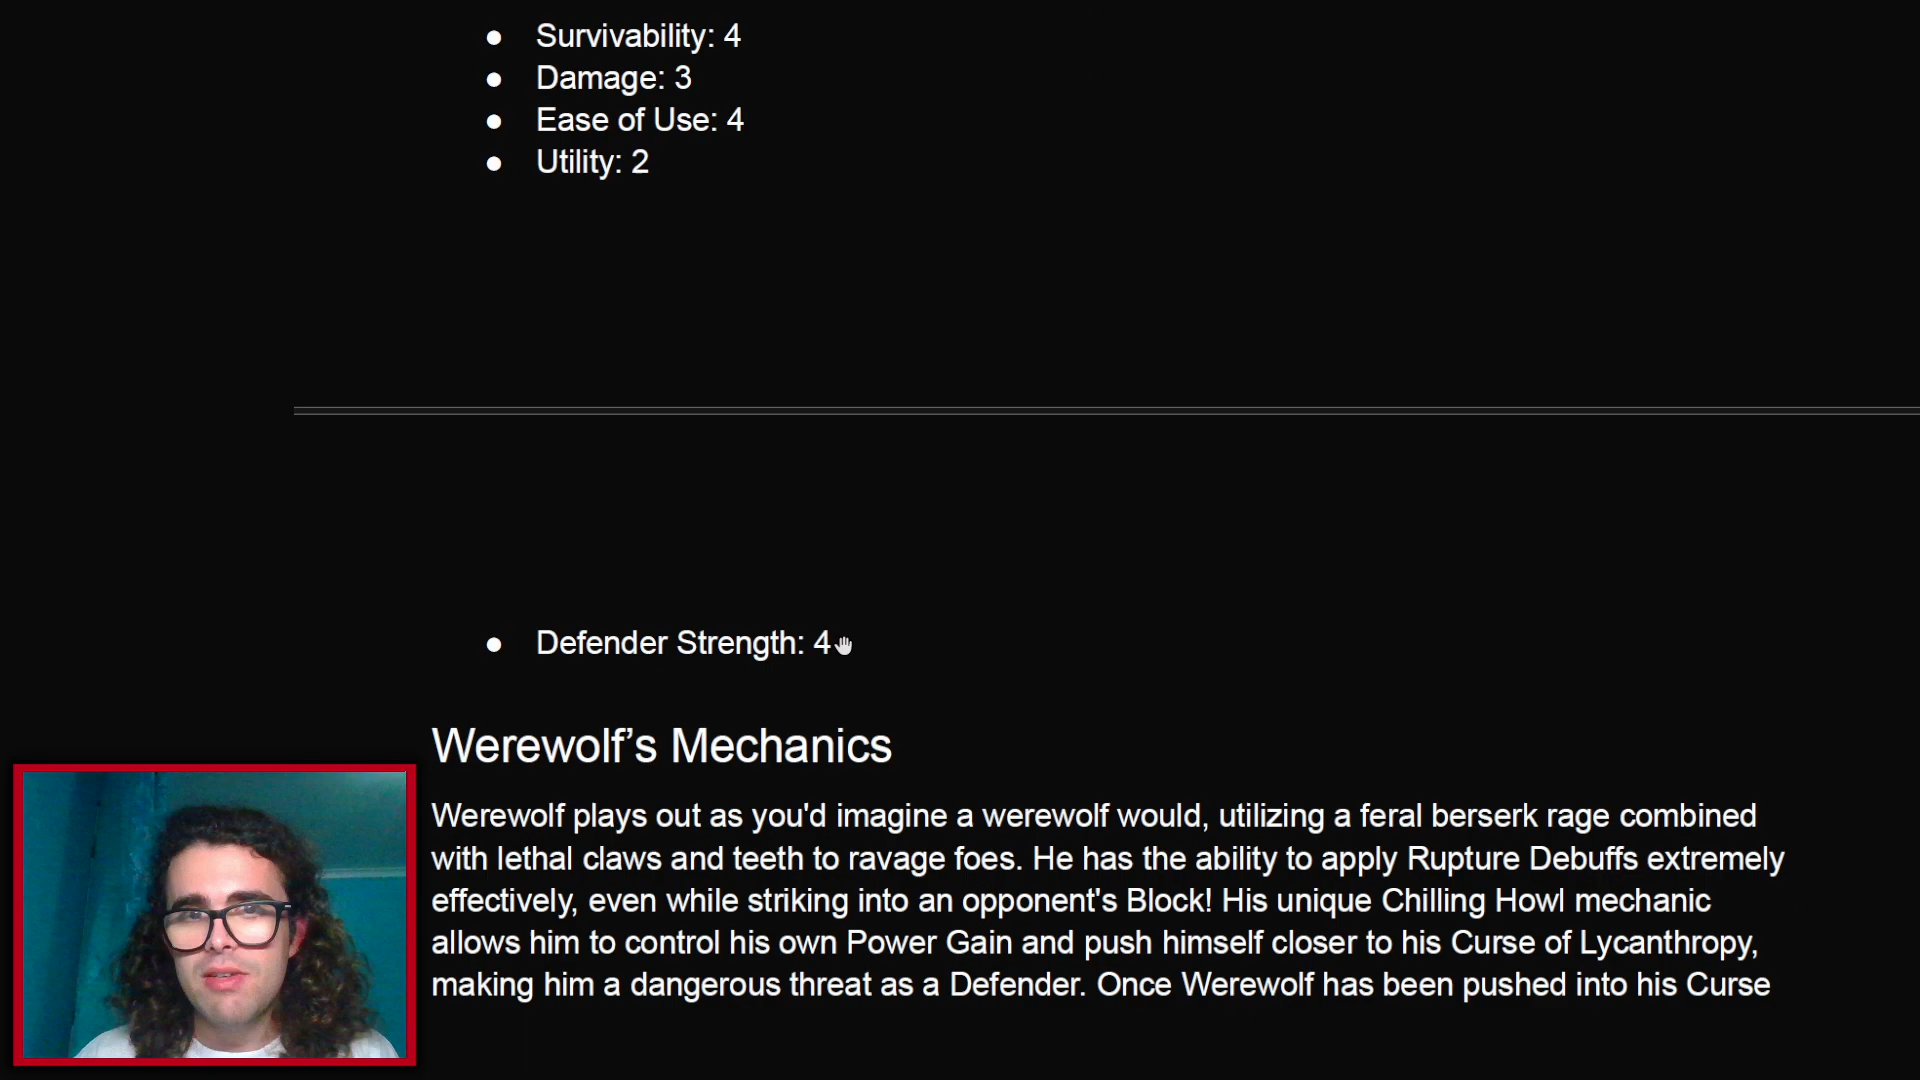 ● Survivability: 4
● Damage: 3
● Ease of Use: 4
● Utility: 2
● Defender Strength: 4
Werewolf’s Mechanics
Werewolf plays out as you'd imagine a werewolf would, utilizing a feral berserk rage combined
with lethal claws and teeth to ravage foes. He has the ability to apply Rupture Debuffs extremely
effectively, even while striking into an opponent's Block! His unique Chilling Howl mechanic
allows him to control his own Power Gain and push himself closer to his Curse of Lycanthropy,
making him a dangerous threat as a Defender. Once Werewolf has been pushed into his Curse